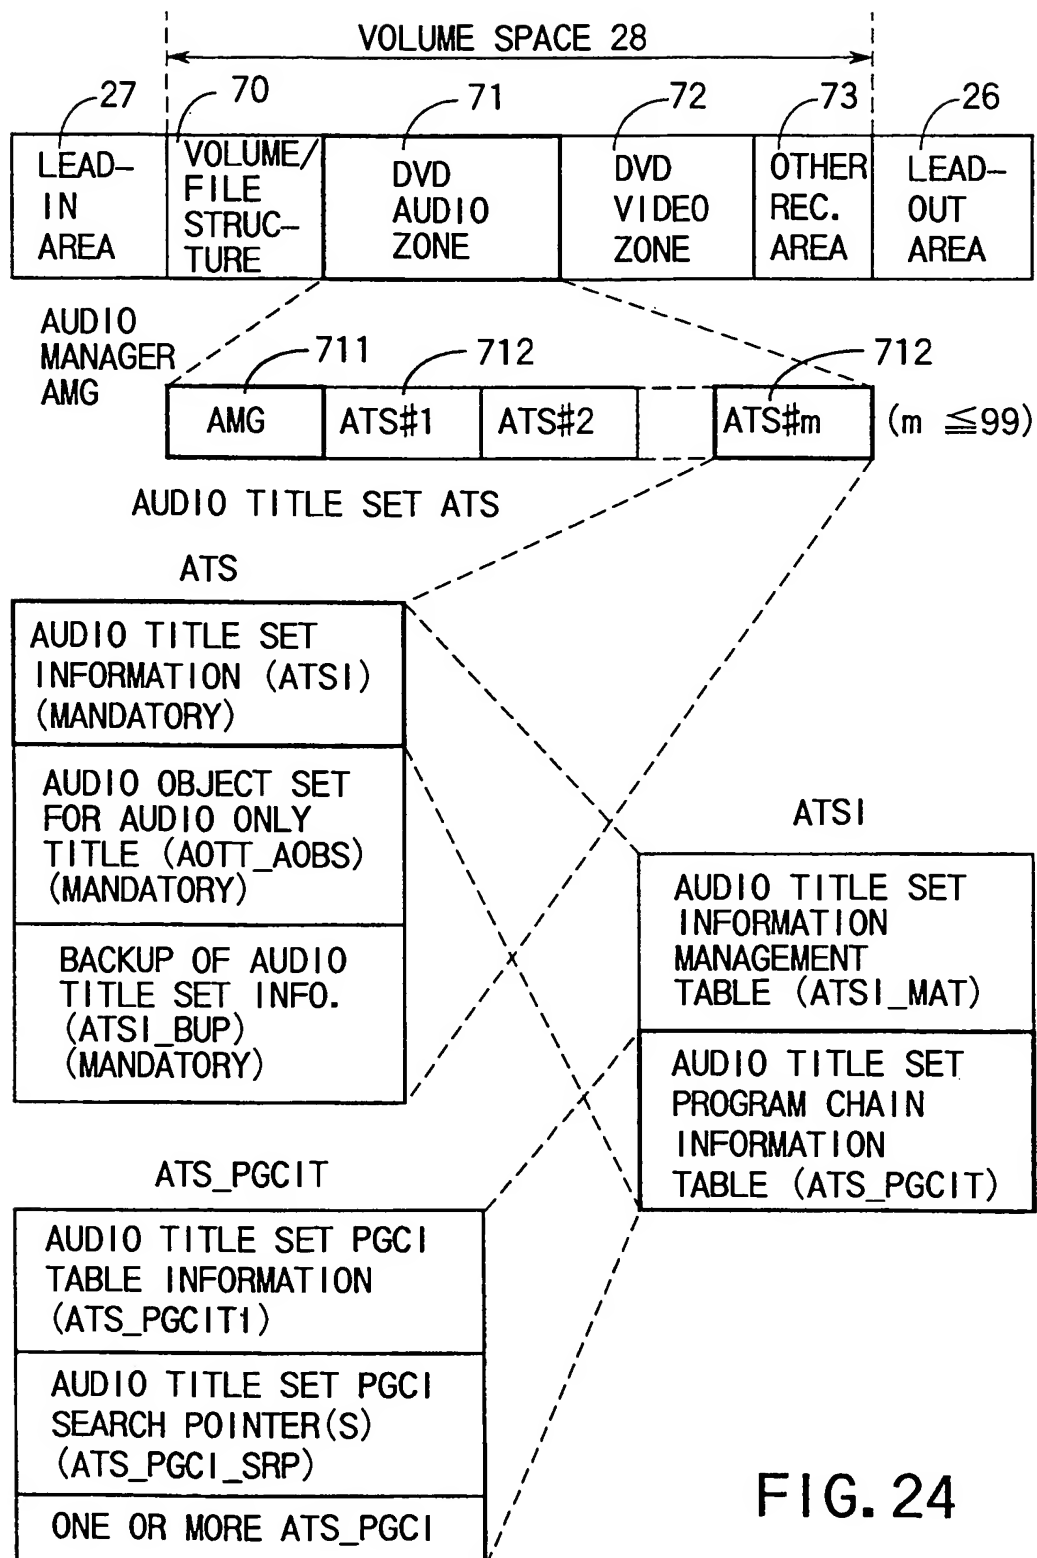 VOLUME SPACE 28
27
70
71
72
73
26
LEAD-
IN
AREA
VOLUME/
FILE
STRUC-
TURE
DVD
AUDIO
ZONE
DVD
VIDEO
ZONE
OTHER
REC.
AREA
LEAD-
OUT
AREA
AUDIO
MANAGER
AMG
711
712
712
AMG
ATS#1
ATS#2
ATS#m
(m ≦99)
AUDIO TITLE SET ATS
ATS
AUDIO TITLE SET
INFORMATION (ATSI)
(MANDATORY)
AUDIO OBJECT SET
FOR AUDIO ONLY
TITLE (AOTT_AOBS)
(MANDATORY)
BACKUP OF AUDIO
TITLE SET INFO.
(ATSI_BUP)
(MANDATORY)
ATSI
AUDIO TITLE SET
INFORMATION
MANAGEMENT
TABLE (ATSI_MAT)
AUDIO TITLE SET
PROGRAM CHAIN
INFORMATION
TABLE (ATS_PGCIT)
ATS_PGCIT
AUDIO TITLE SET PGCI
TABLE INFORMATION
(ATS_PGCIT1)
AUDIO TITLE SET PGCI
SEARCH POINTER(S)
(ATS_PGCI_SRP)
ONE OR MORE ATS_PGCI
FIG. 24